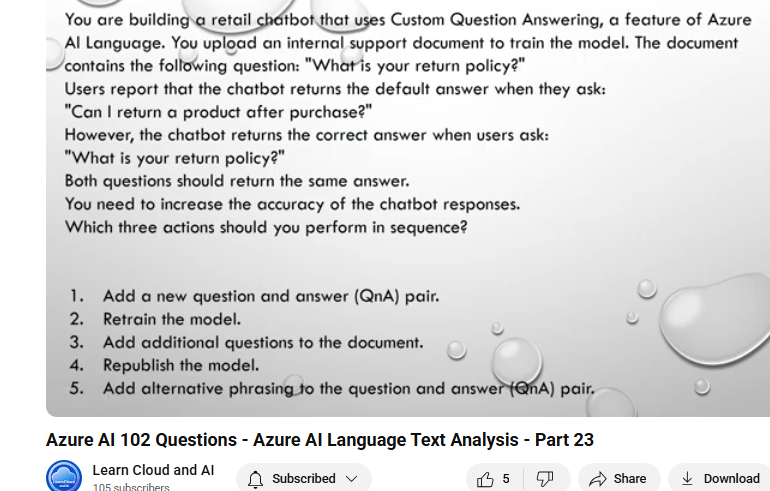 You are building a retail chatbot that uses Custom Question Answering, a feature of Azure
AI Language. You upload an internal support document to train the model. The document
contains the following question: "What is your return policy?"
Users report that the chatbot returns the default answer when they ask:
"Can I return a product after purchase?"
However, the chatbot returns the correct answer when users ask:
"What is your return policy?"
Both questions should return the same answer.
You need to increase the accuracy of the chatbot responses.
Which three actions should you perform in sequence?
1. Add a new question and answer (QnA) pair.
2. Retrain the model.
3. Add additional questions to the document.
4. Republish the model.
5. Add alternative phrasing to the question and answer (QnA) pair.
Azure AI 102 Questions - Azure AI Language Text Analysis - Part 23
Learn Cloud and AI
105 subscribers
Subscribed
5
Share
Download